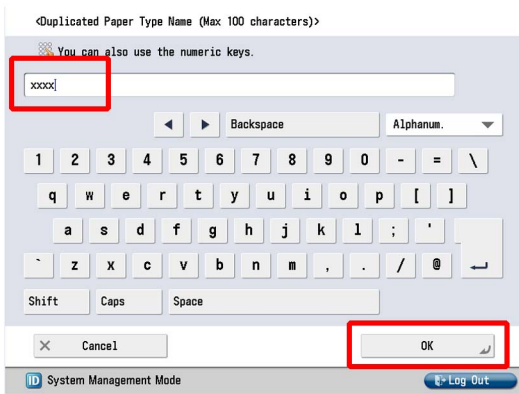 <Duplicated Paper Type Name (Max 100 characters)>
You can also use the numeric keys.
xxxx
◀ ▶ Backspace Alphanum.
1 2 3 4 5 6 7 8 9 0 - = \
q w e r t y u i o p [ ]
a s d f g h j k l ; '
` z x c v b n m , . / @
Shift Caps Space
Cancel OK
ID System Management Mode Log Out